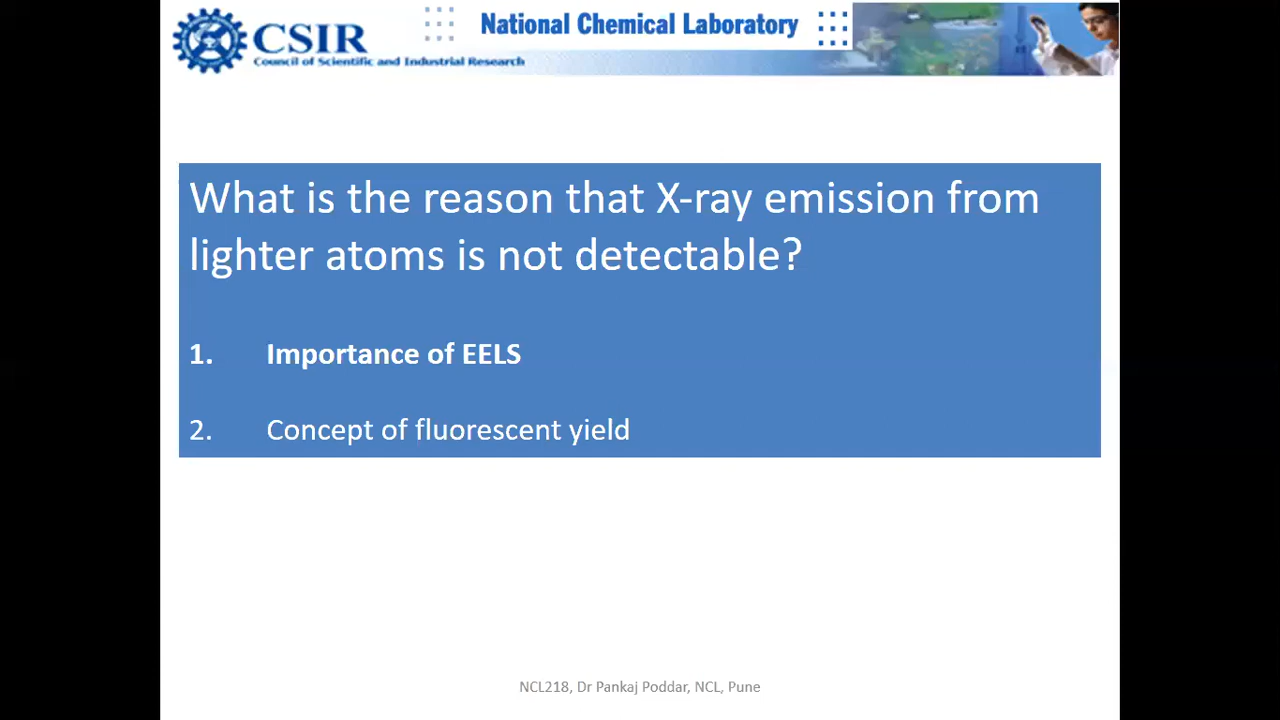 CSIR
Council of Scientific and Industrial Research
National Chemical Laboratory
What is the reason that X-ray emission from
lighter atoms is not detectable?
1. Importance of EELS
2. Concept of fluorescent yield
NCL218, Dr Pankaj Poddar, NCL, Pune